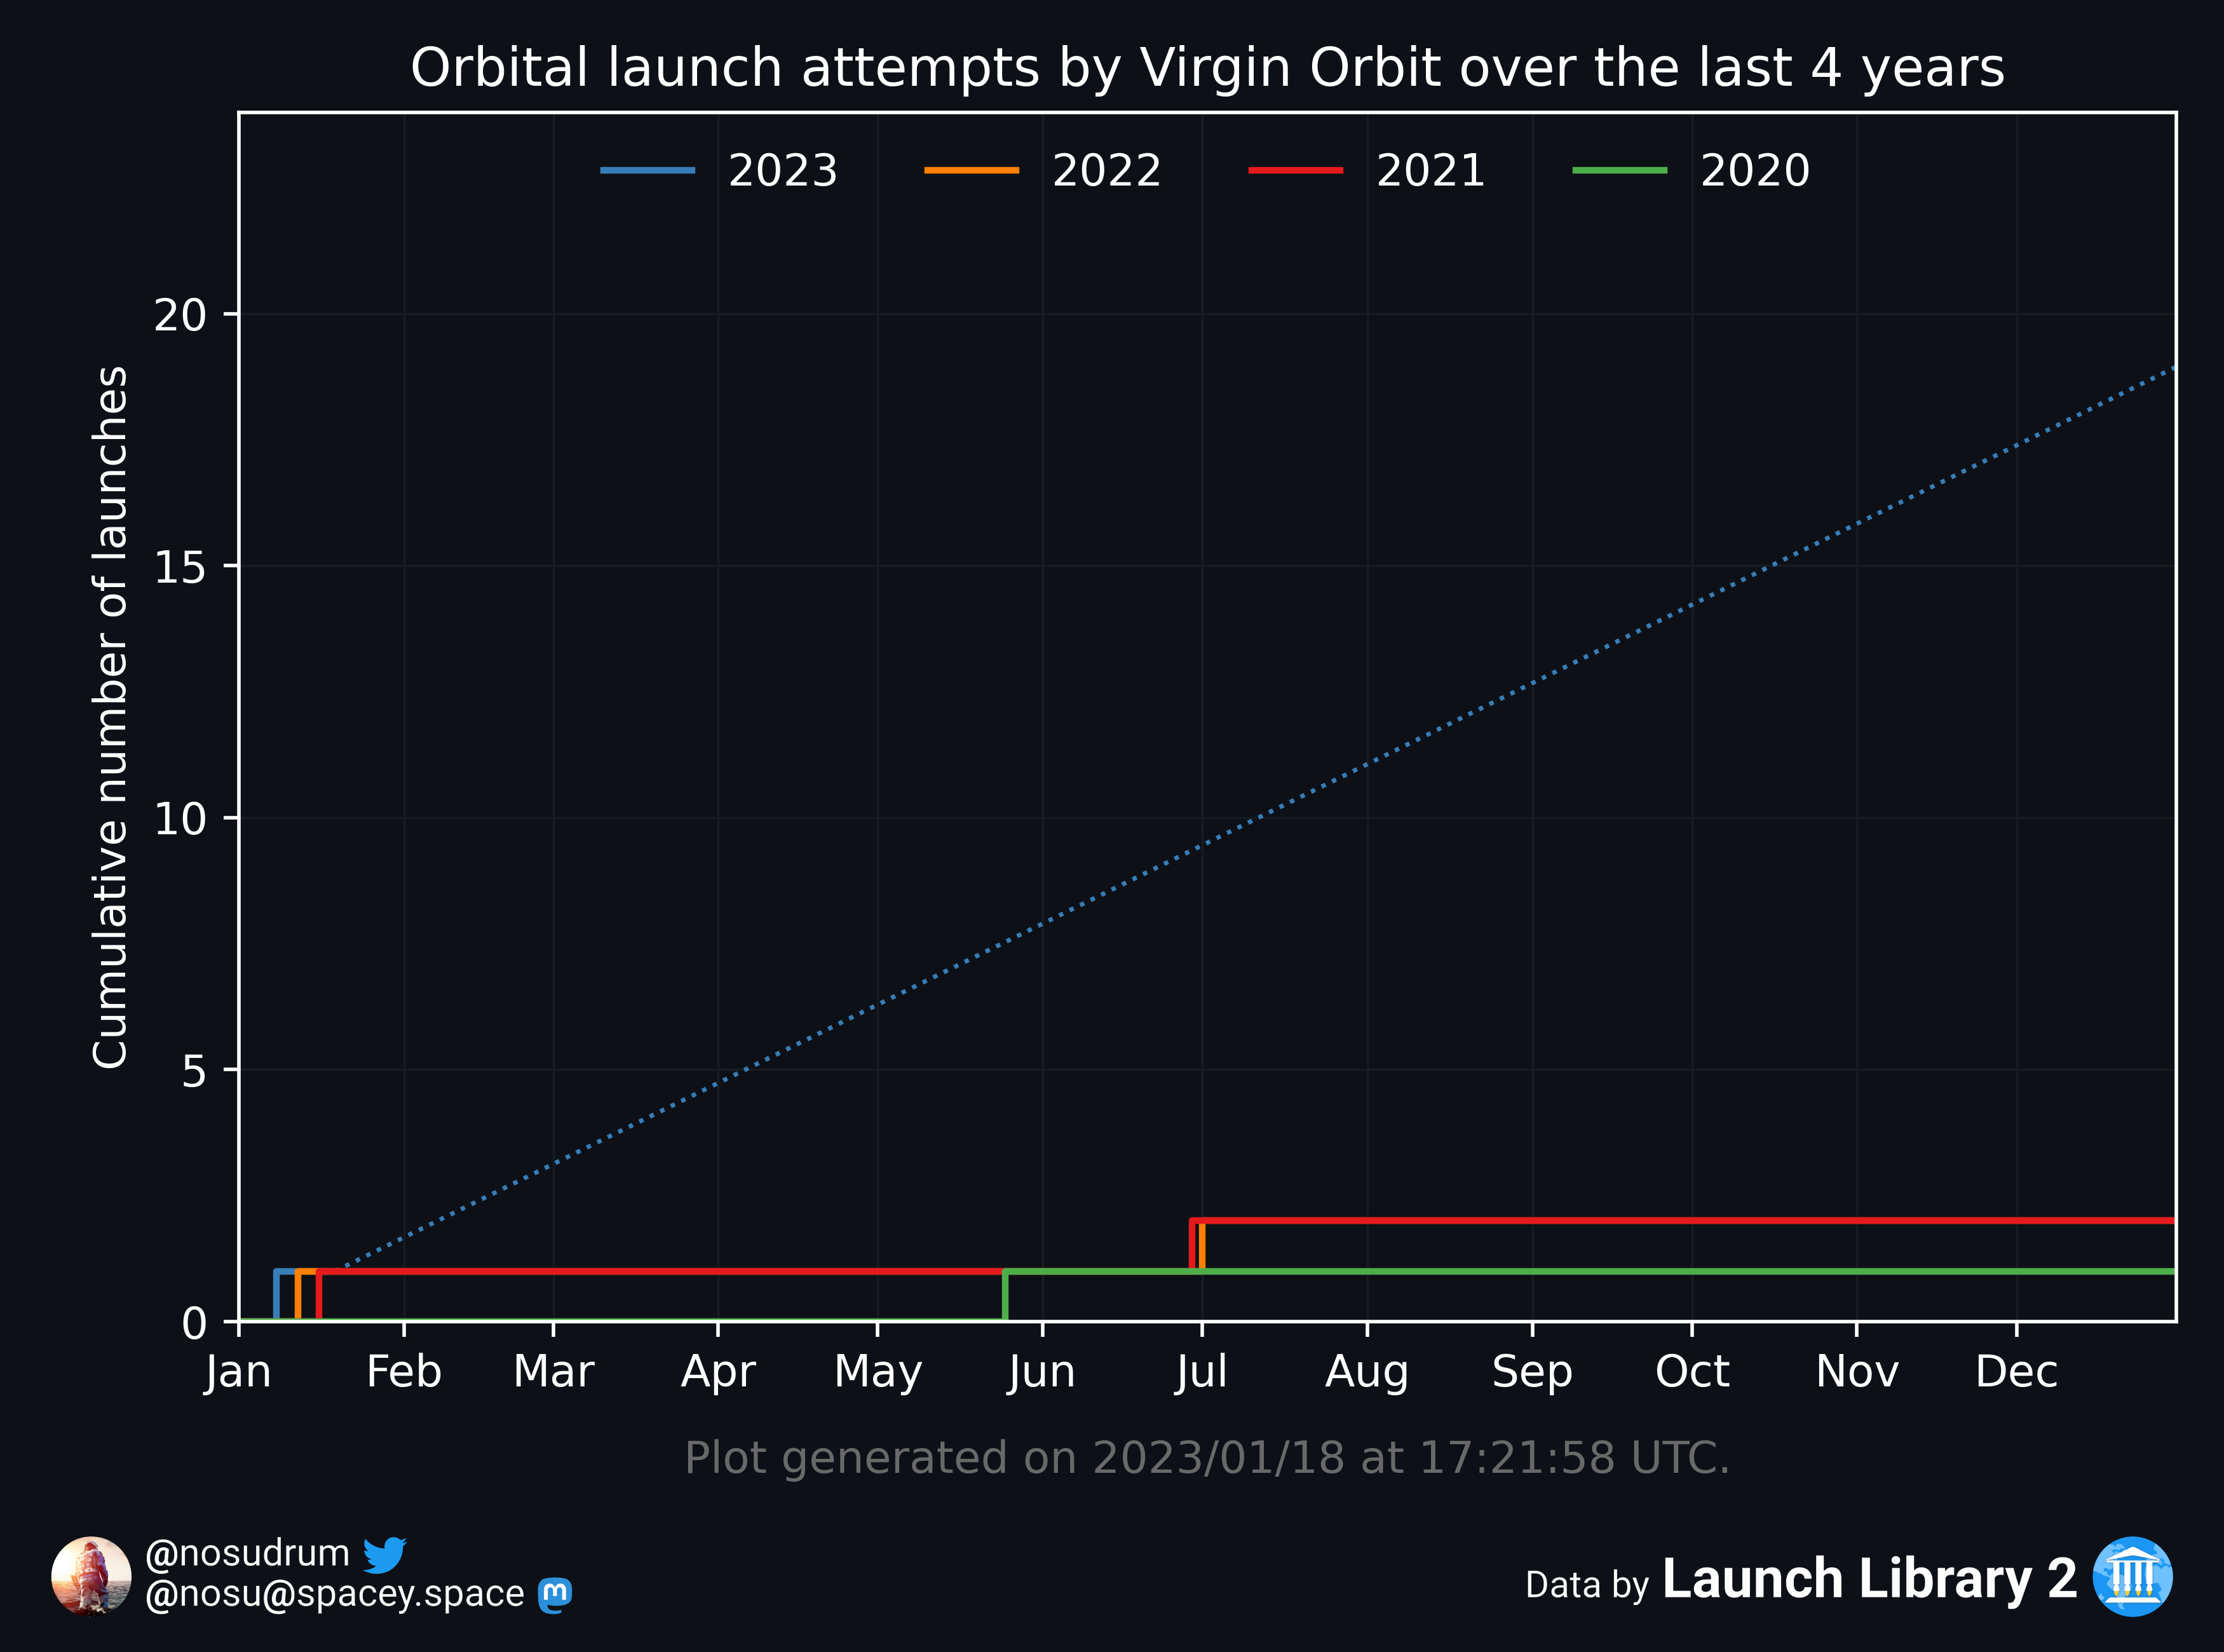 Orbital launch attempts by Virgin Orbit over the last 4 years
2023 2022 2021 2020
Cumulative number of launches
20
15
10
5
0
Jan Feb Mar Apr May Jun Jul Aug Sep Oct Nov Dec
Plot generated on 2023/01/18 at 17:21:58 UTC.
@nosudrum
@nosu@spacey.space
Data by Launch Library 2